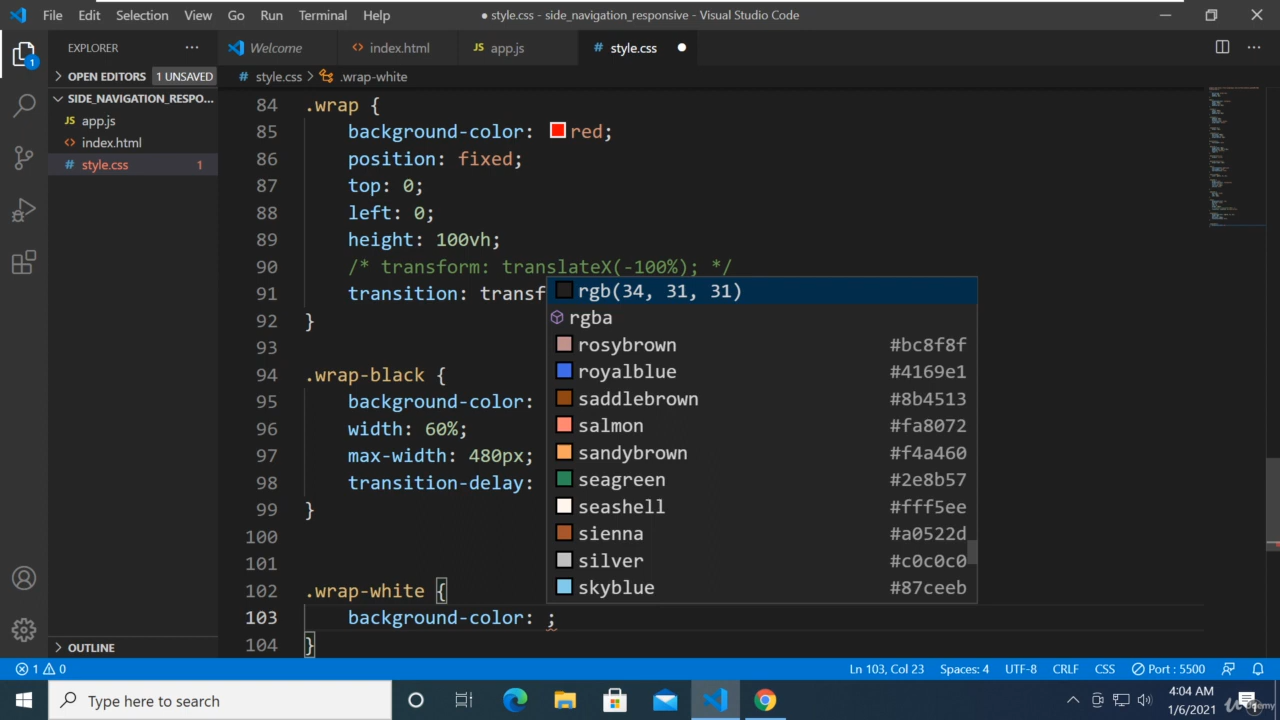 File Edit Selection View Go Run Terminal Help
● style.css - side_navigation_responsive - Visual Studio Code
EXPLORER ···
Welcome
<> index.html
JS app.js
# style.css ●
OPEN EDITORS 1 UNSAVED
# style.css > .wrap-white
SIDE_NAVIGATION_RESPO...
JS app.js
<> index.html
# style.css 1
84 .wrap {
85 background-color: red;
86 position: fixed;
87 top: 0;
88 left: 0;
89 height: 100vh;
90 /* transform: translateX(-100%); */
91 transition: transf
92 }
93
94 .wrap-black {
95 background-color:
96 width: 60%;
97 max-width: 480px;
98 transition-delay:
99 }
100
101
102 .wrap-white {
103 background-color: ;
104 }
rgb(34, 31, 31)
rgba
rosybrown #bc8f8f
royalblue #4169e1
saddlebrown #8b4513
salmon #fa8072
sandybrown #f4a460
seagreen #2e8b57
seashell #fff5ee
sienna #a0522d
silver #c0c0c0
skyblue #87ceeb
1
OUTLINE
1 0
Ln 103, Col 23 Spaces: 4 UTF-8 CRLF CSS Port : 5500
Type here to search
4:04 AM
1/6/2021
Udemy